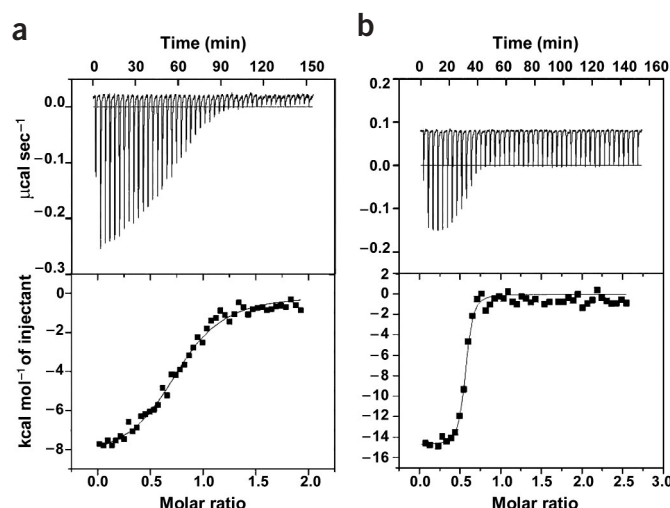 a
Time (min)
0 30 60 90 120 150
0.0
−0.1
−0.2
−0.3
µcal sec−1
0
−2
−4
−6
−8
kcal mol−1 of injectant
0.0 0.5 1.0 1.5 2.0
Molar ratio
b
Time (min)
0 20 40 60 80 100 120 140 160
0.2
0.1
0.0
−0.1
−0.2
2
0
−2
−4
−6
−8
−10
−12
−14
−16
0.0 0.5 1.0 1.5 2.0 2.5 3.0
Molar ratio